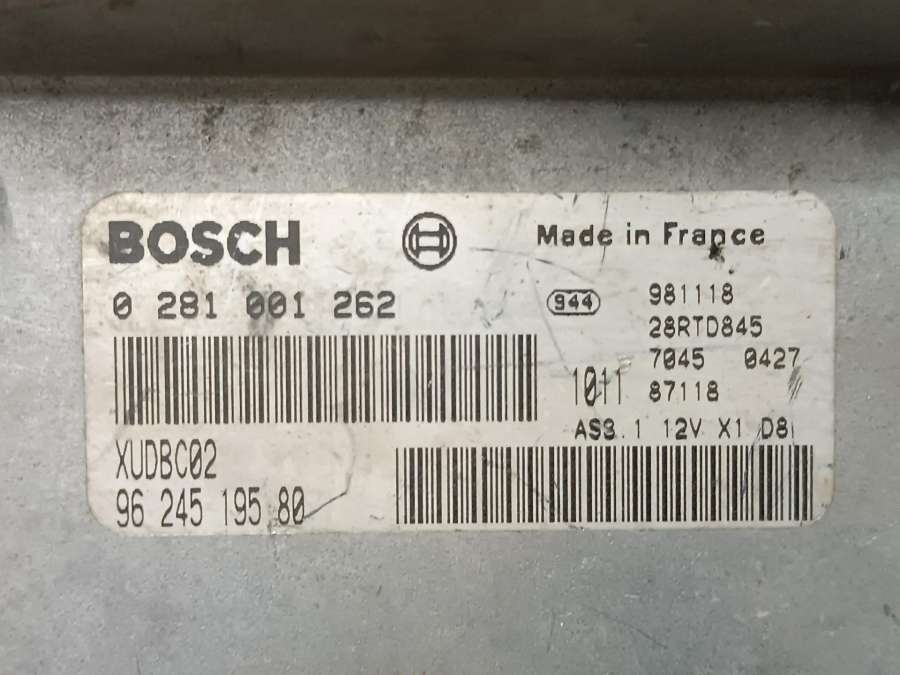 BOSCH
Made in France
0 281 001 262
944
981118
28RTD845
7045 0427
1011 87118
AS3.1 12V X1 D8
XUDBC02
96 245 195 80